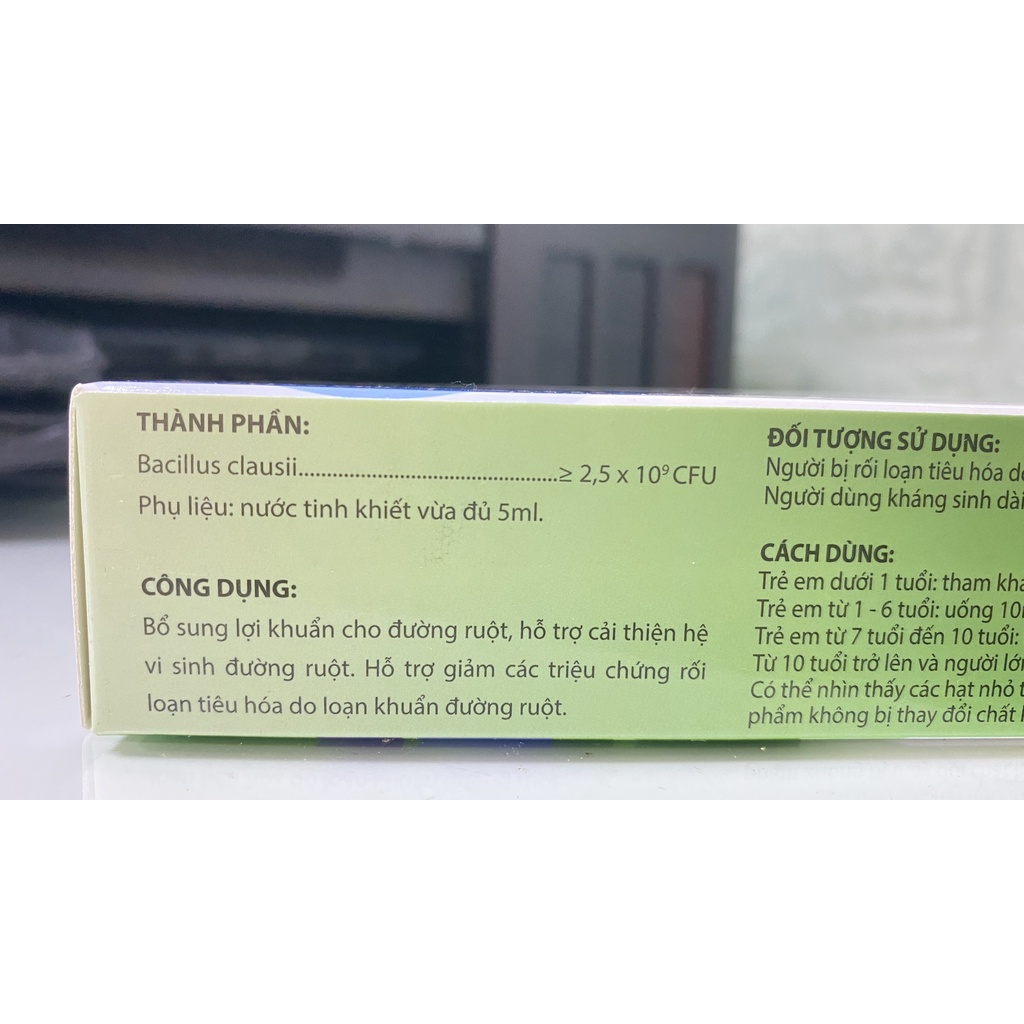 THÀNH PHẦN:
Bacillus clausii..............................................≥ 2,5 x 10⁹ CFU
Phụ liệu: nước tinh khiết vừa đủ 5ml.
CÔNG DỤNG:
Bổ sung lợi khuẩn cho đường ruột, hỗ trợ cải thiện hệ
vi sinh đường ruột. Hỗ trợ giảm các triệu chứng rối
loạn tiêu hóa do loạn khuẩn đường ruột.
ĐỐI TƯỢNG SỬ DỤNG:
Người bị rối loạn tiêu hóa
Người dùng kháng sinh dài
CÁCH DÙNG:
Trẻ em dưới 1 tuổi: tham
Trẻ em từ 1 - 6 tuổi: uống
Trẻ em từ 7 tuổi đến 10 tuổi:
Từ 10 tuổi trở lên và người
Có thể nhìn thấy các hạt nhỏ
phẩm không bị thay đổi chất